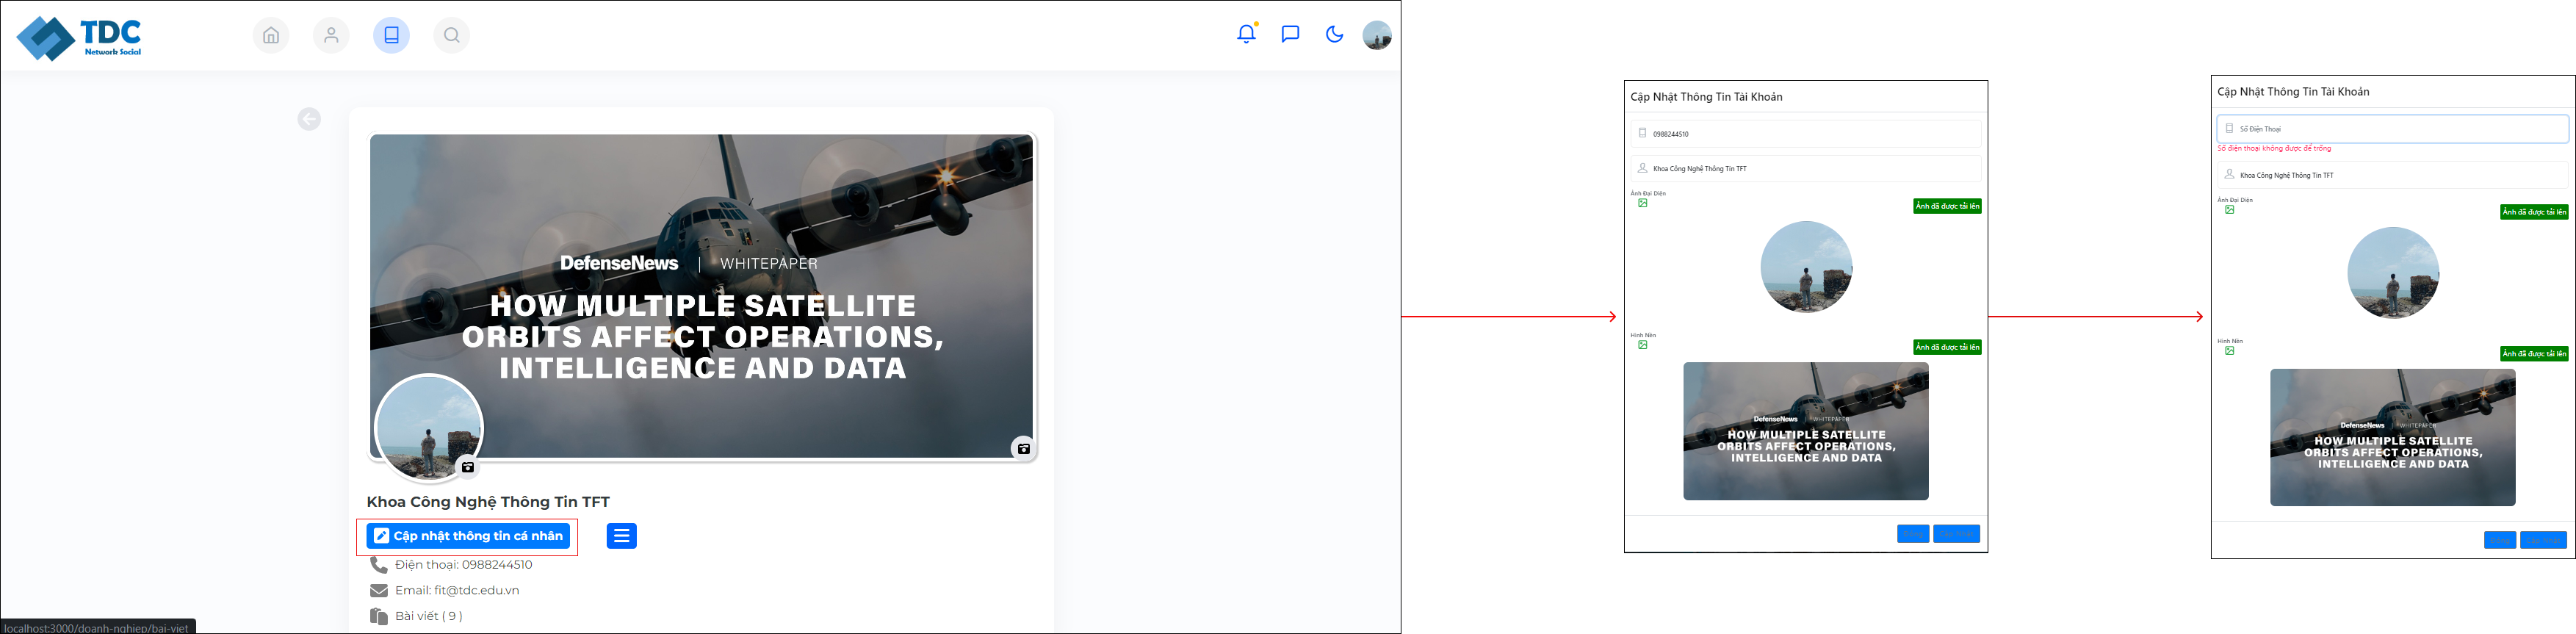 TDC
Network Social
DefenseNews | WHITEPAPER
HOW MULTIPLE SATELLITE
ORBITS AFFECT OPERATIONS,
INTELLIGENCE AND DATA
Khoa Công Nghệ Thông Tin TFT
Cập nhật thông tin cá nhân
Điện thoại: 0988244510
Email: fit@tdc.edu.vn
Bài viết ( 9 )
localhost:3000/doanh-nghiep/bai-viet
Cập Nhật Thông Tin Tài Khoản
0988244510
Khoa Công Nghệ Thông Tin TFT
Ảnh Đại Diện
Ảnh đã được tải lên
Hình Nền
Ảnh đã được tải lên
DefenseNews | WHITEPAPER
HOW MULTIPLE SATELLITE
ORBITS AFFECT OPERATIONS,
INTELLIGENCE AND DATA
Cập Nhật Thông Tin Tài Khoản
Số Điện Thoại
Số điện thoại không được để trống
Khoa Công Nghệ Thông Tin TFT
Ảnh Đại Diện
Ảnh đã được tải lên
Hình Nền
Ảnh đã được tải lên
DefenseNews | WHITEPAPER
HOW MULTIPLE SATELLITE
ORBITS AFFECT OPERATIONS,
INTELLIGENCE AND DATA